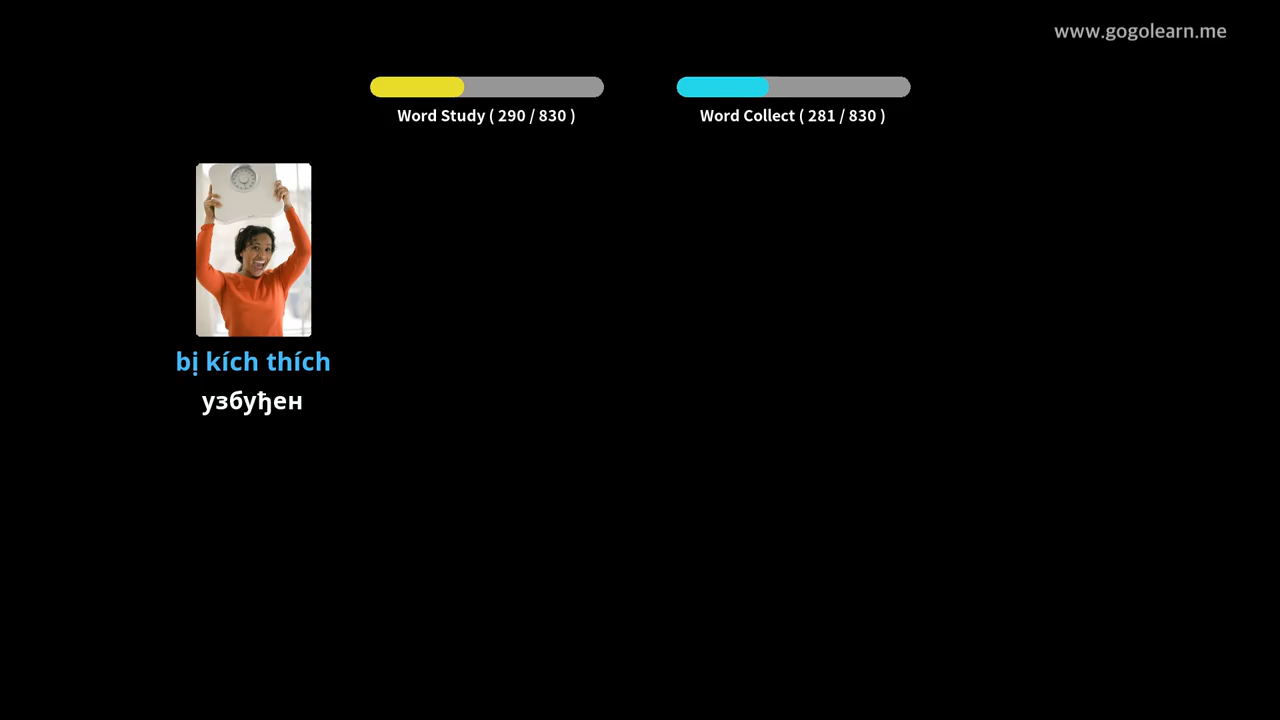 www.gogolearn.me
Word Study ( 290 / 830 )
Word Collect ( 281 / 830 )
bị kích thích
узбуђен